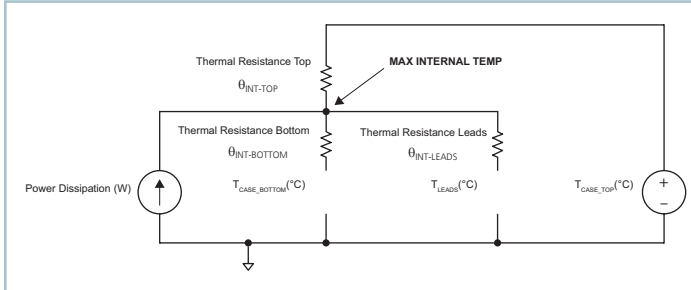 Thermal Resistance Top
θINT-TOP
MAX INTERNAL TEMP
Thermal Resistance Bottom
θINT-BOTTOM
Thermal Resistance Leads
θINT-LEADS
Power Dissipation (W)
TCASE_BOTTOM(°C)
TLEADS(°C)
TCASE_TOP(°C)
+
–